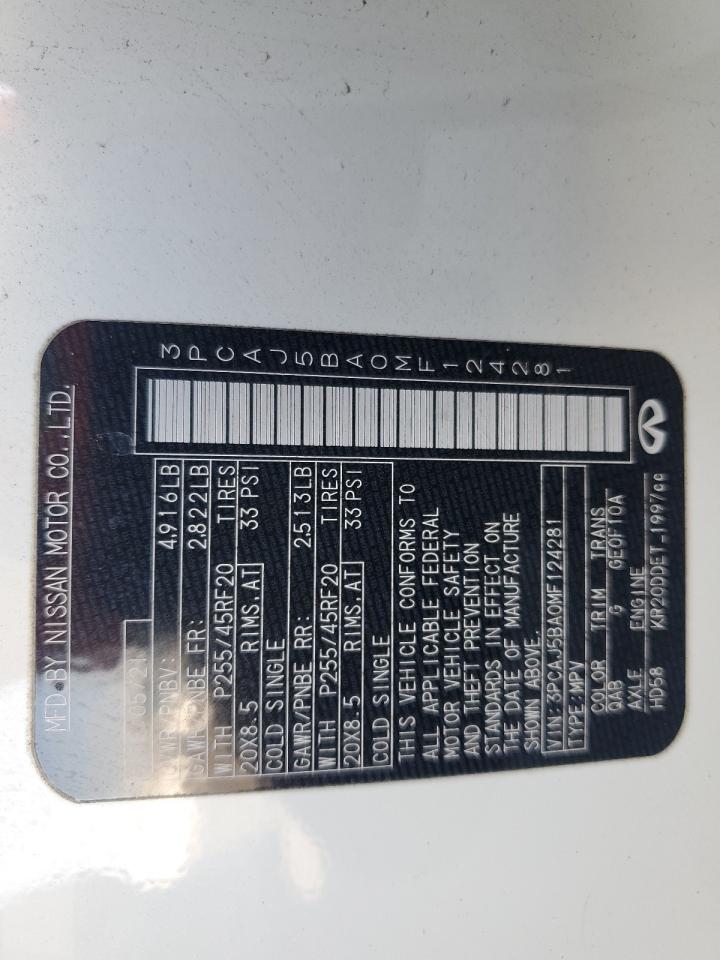 MFD BY NISSAN MOTOR CO.,LTD.
05/21
GVWR/PNBV: 4,916LB
GAWR/PNBE FR: 2,822LB
WITH P255/45RF20 TIRES
20X8.5 RIMS.AT 33 PSI
COLD SINGLE
GAWR/PNBE RR: 2,513LB
WITH P255/45RF20 TIRES
20X8.5 RIMS.AT 33 PSI
COLD SINGLE
THIS VEHICLE CONFORMS TO
ALL APPLICABLE FEDERAL
MOTOR VEHICLE SAFETY
AND THEFT PREVENTION
STANDARDS IN EFFECT ON
THE DATE OF MANUFACTURE
SHOWN ABOVE.
VIN:3PCAJ5BA0MF124281
TYPE:MPV
COLOR TRIM TRANS
QAB G GE0F10A
AXLE ENGINE
HD58 KR20DDET-1997cc
3PCAJ5BA0MF124281